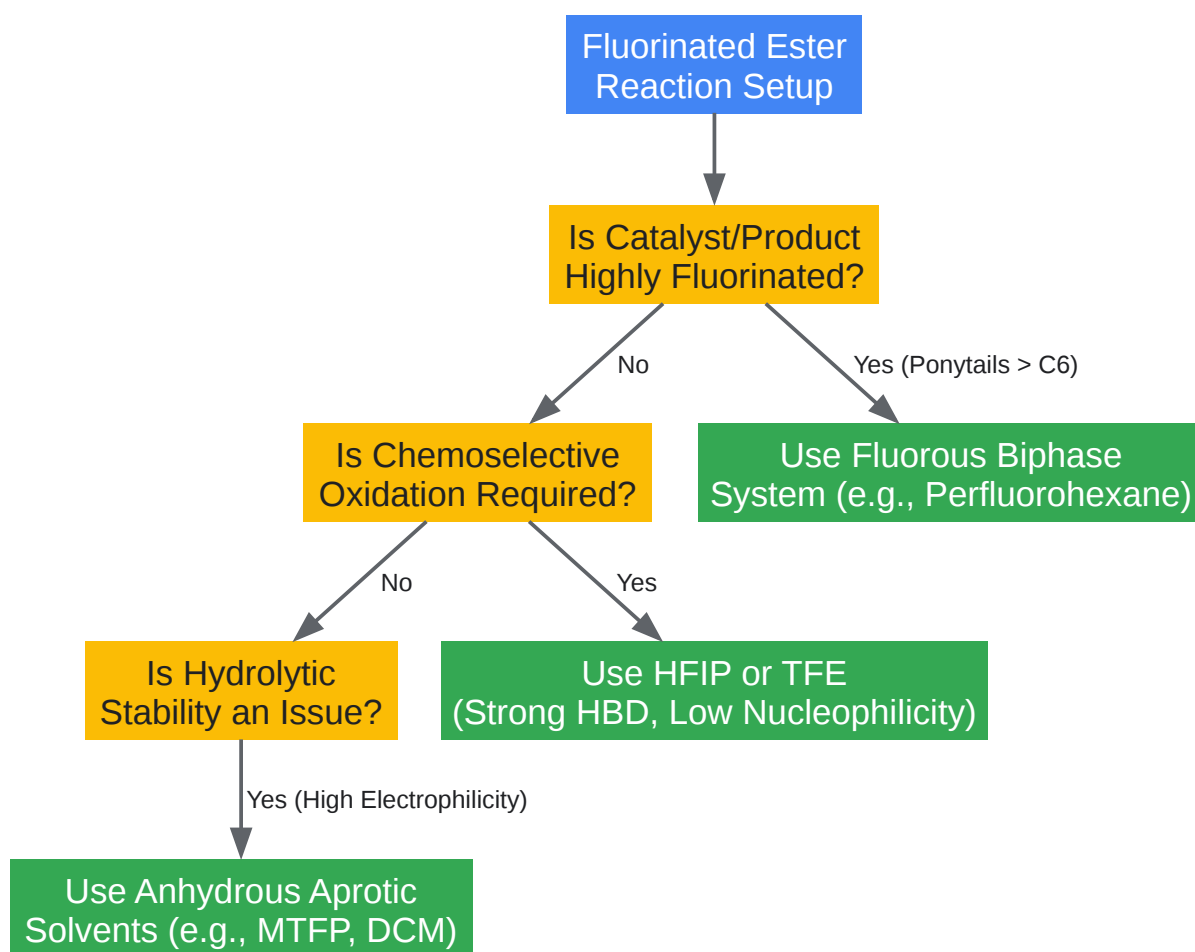 Fluorinated Ester
Reaction Setup
Is Catalyst/Product
Highly Fluorinated?
No
Yes (Ponytails > C6)
Is Chemoselective
Oxidation Required?
Use Fluorous Biphase
System (e.g., Perfluorohexane)
No
Yes
Is Hydrolytic
Stability an Issue?
Use HFIP or TFE
(Strong HBD, Low Nucleophilicity)
Yes (High Electrophilicity)
Use Anhydrous Aprotic
Solvents (e.g., MTFP, DCM)